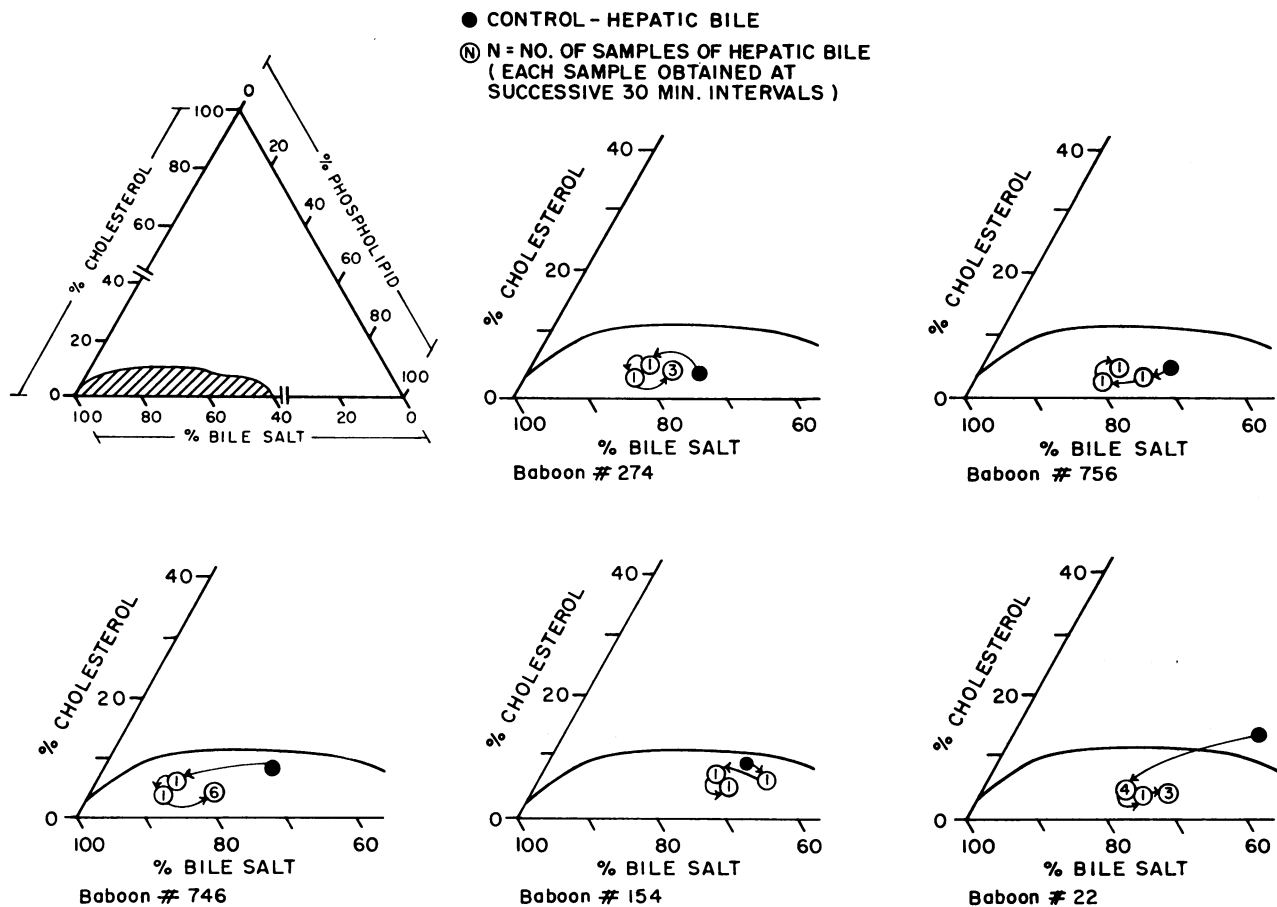 ● CONTROL - HEPATIC BILE
Ⓝ N = NO. OF SAMPLES OF HEPATIC BILE
( EACH SAMPLE OBTAINED AT
SUCCESSIVE 30 MIN. INTERVALS )
% CHOLESTEROL
100
80
60
40
20
0
% PHOSPHOLIPID
0
20
40
60
80
100
100 80 60 40 20 0
% BILE SALT
% CHOLESTEROL
40
20
0
1 1 3
100 80 60
% BILE SALT
Baboon # 274
% CHOLESTEROL
40
20
0
1 1 1
100 80 60
% BILE SALT
Baboon # 756
% CHOLESTEROL
40
20
0
1 1 6
100 80 60
% BILE SALT
Baboon # 746
% CHOLESTEROL
40
20
0
1 1 1
100 80 60
% BILE SALT
Baboon # 154
% CHOLESTEROL
40
20
0
4 1 3
100 80 60
% BILE SALT
Baboon # 22